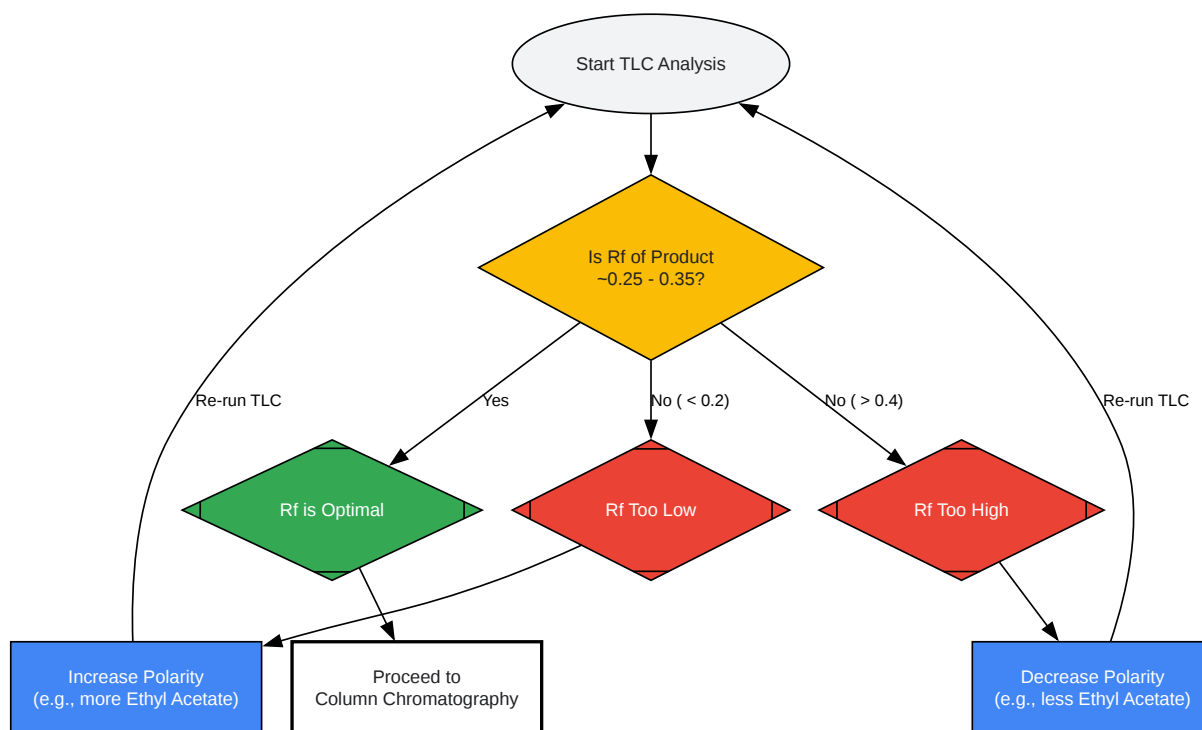 Start TLC Analysis
Is Rf of Product
~0.25 - 0.35?
Re-run TLC
Yes
No ( < 0.2)
No ( > 0.4)
Re-run TLC
Rf is Optimal
Rf Too Low
Rf Too High
Increase Polarity
(e.g., more Ethyl Acetate)
Proceed to
Column Chromatography
Decrease Polarity
(e.g., less Ethyl Acetate)